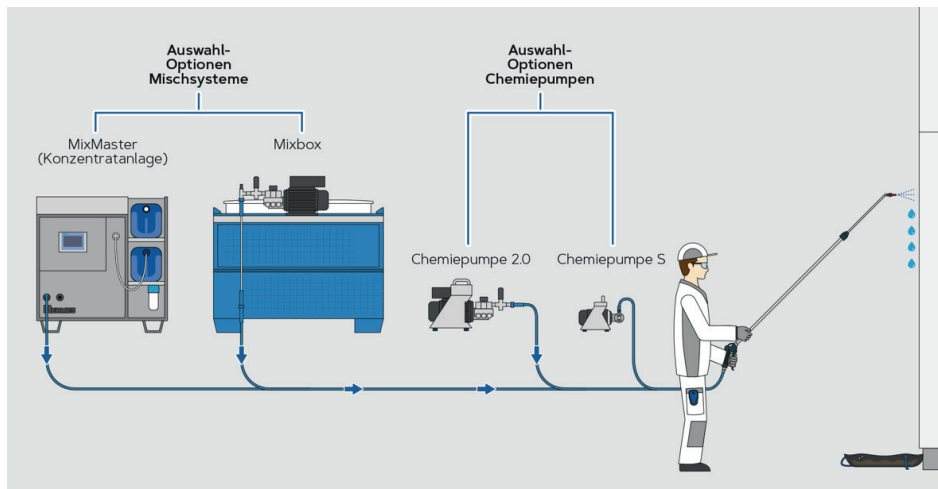 Auswahl-
Optionen
Mischsysteme
Auswahl-
Optionen
Chemiepumpen
MixMaster
(Konzentratanlage)
Mixbox
Chemiepumpe 2.0
Chemiepumpe S